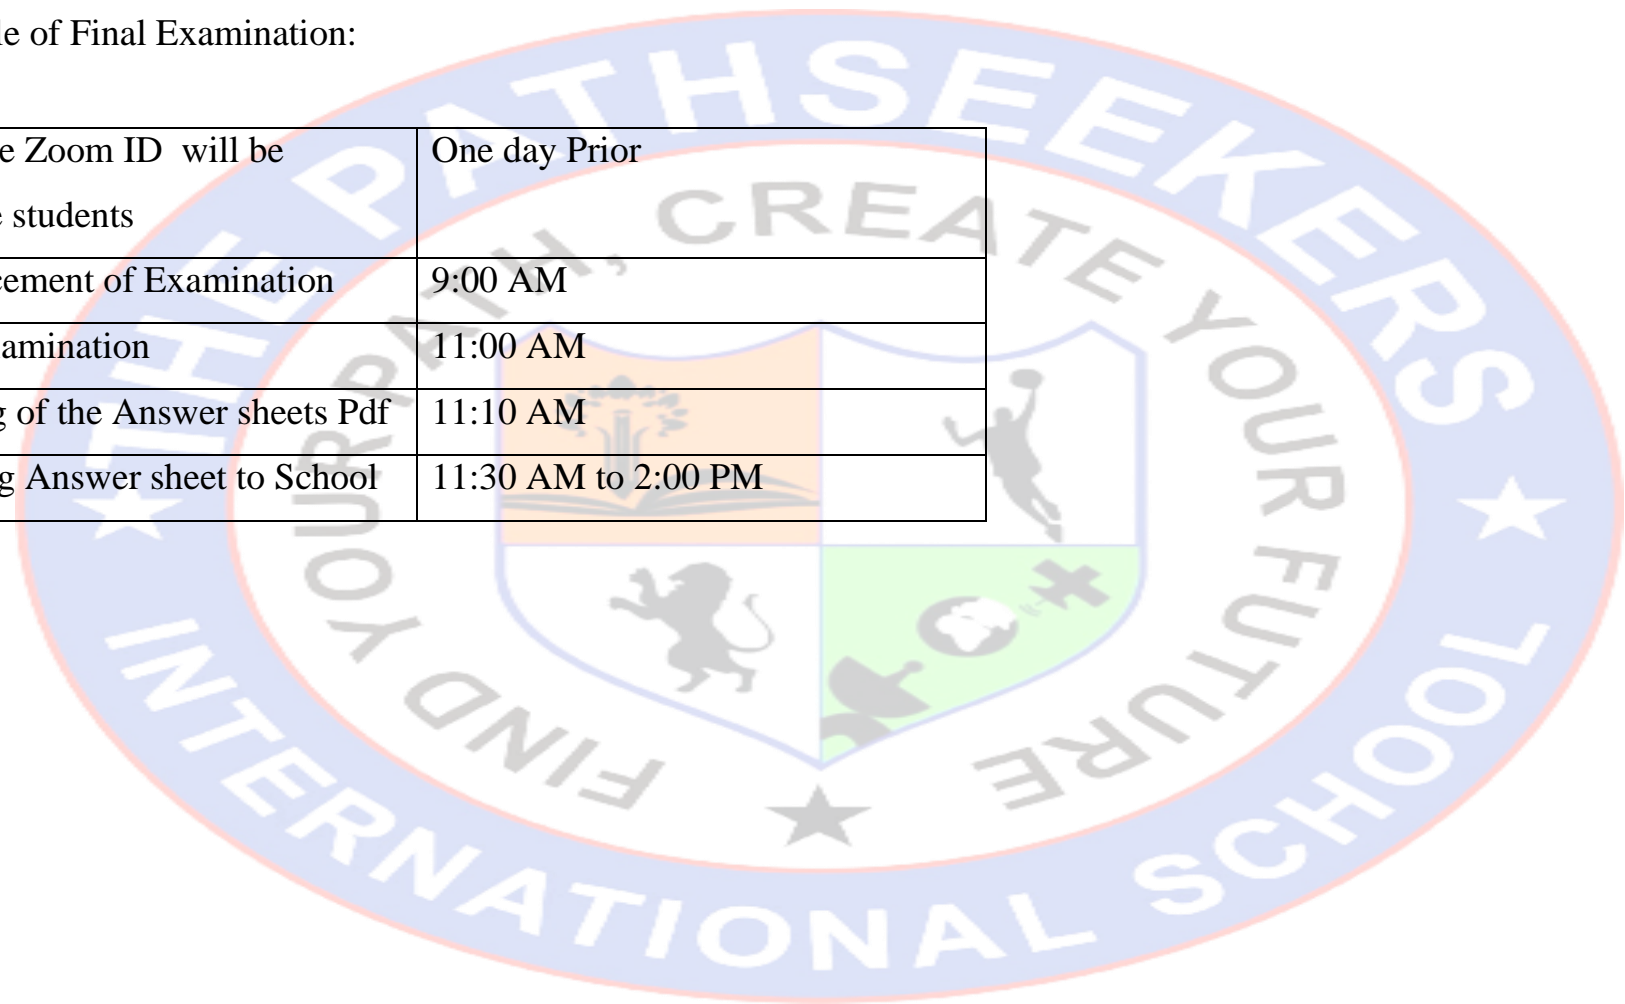 le of Final Examination:
e Zoom ID will be
One day Prior
e students
cement of Examination
9:00 AM
amination
11:00 AM
g of the Answer sheets Pdf
11:10 AM
g Answer sheet to School
11:30 AM to 2:00 PM
THE PATHSEEKERS
INTERNATIONAL SCHOOL
FIND YOUR PATH, CREATE YOUR FUTURE